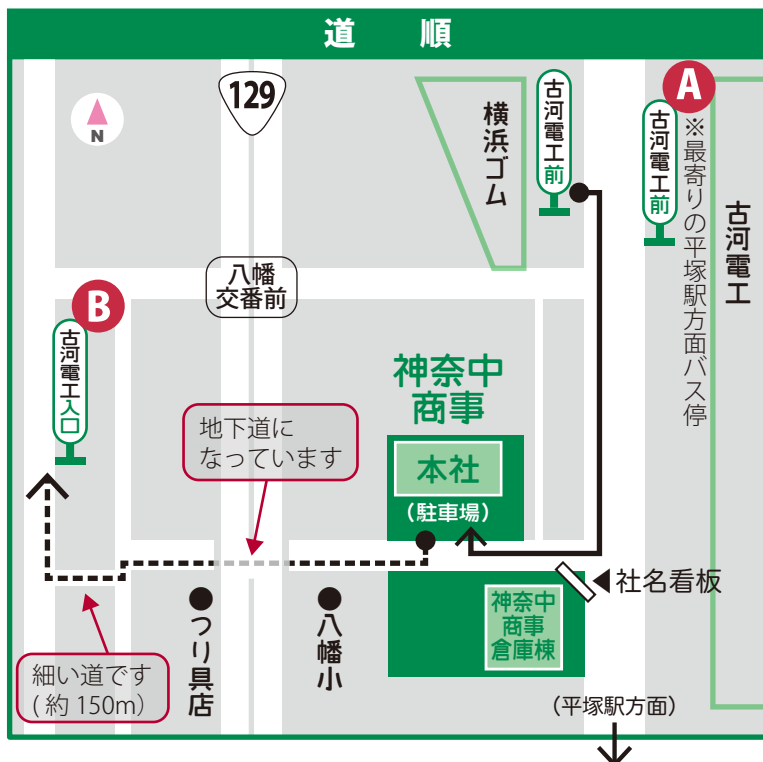 道 順
N
129
八幡
交番前
横浜ゴム
古河電工前
A
古河電工前
※最寄りの平塚駅方面バス停
古河電工
B
古河電工入口
神奈中
商事
本社
(駐車場)
地下道に
なっています
社名看板
神奈中
商事
倉庫棟
つり具店
八幡小
細い道です
(約150m)
(平塚駅方面)